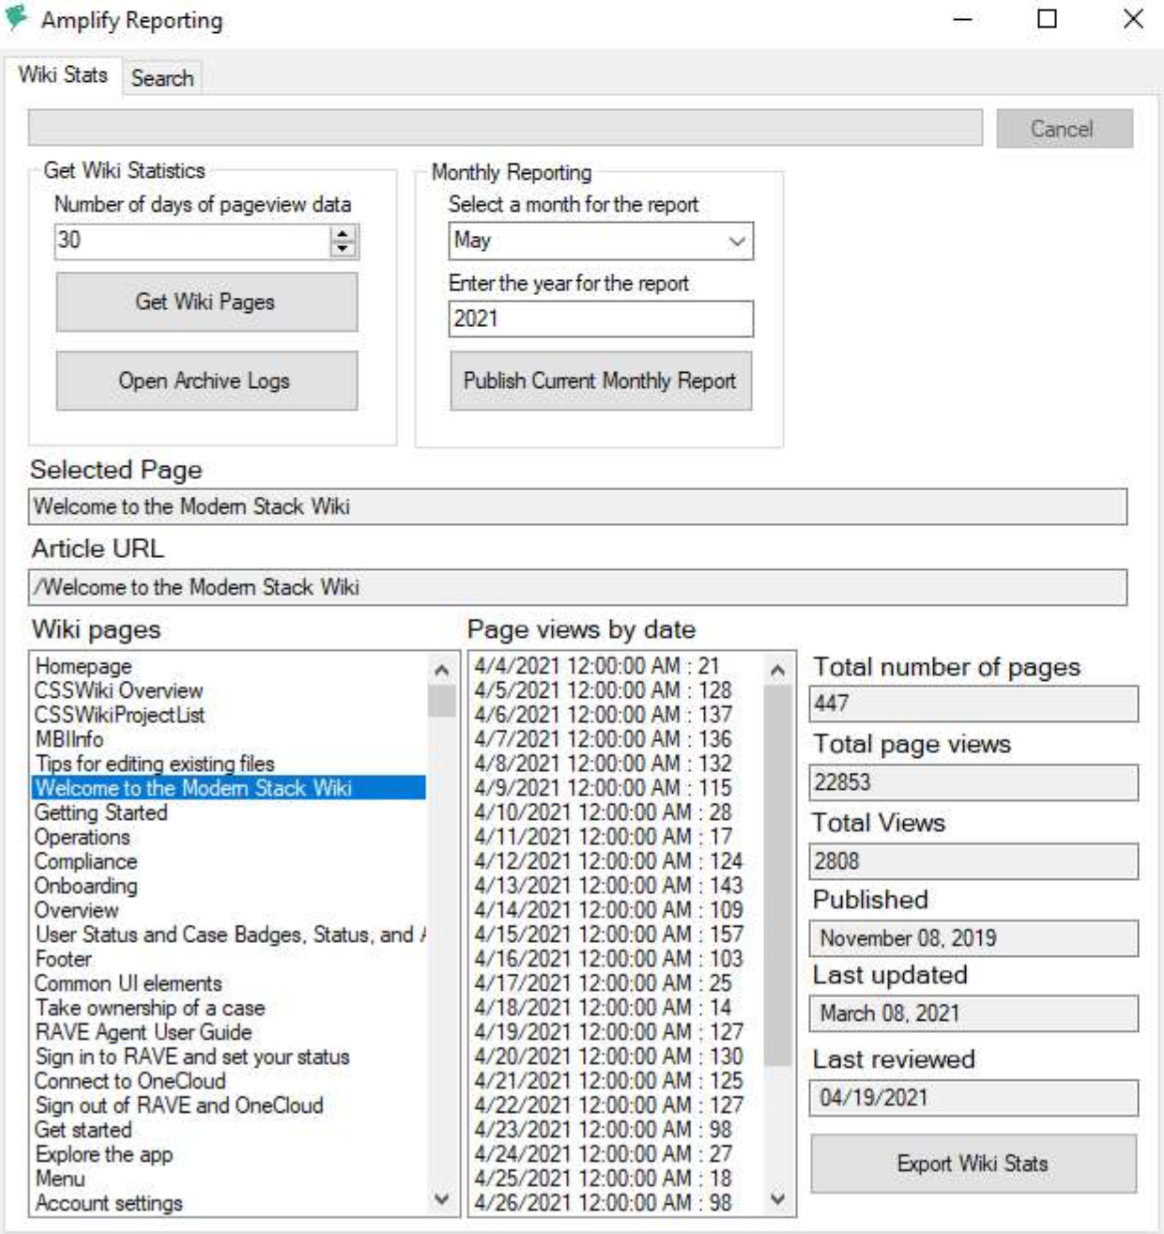 Amplify Reporting
Wiki Stats
Search
Cancel
Get Wiki Statistics
Number of days of pageview data
30
Get Wiki Pages
Open Archive Logs
Monthly Reporting
Select a month for the report
May
Enter the year for the report
2021
Publish Current Monthly Report
Selected Page
Welcome to the Modern Stack Wiki
Article URL
/Welcome to the Modern Stack Wiki
Wiki pages
Homepage
CSSWiki Overview
CSSWikiProjectList
MBIInfo
Tips for editing existing files
Welcome to the Modern Stack Wiki
Getting Started
Operations
Compliance
Onboarding
Overview
User Status and Case Badges, Status, and
Footer
Common UI elements
Take ownership of a case
RAVE Agent User Guide
Sign in to RAVE and set your status
Connect to OneCloud
Sign out of RAVE and OneCloud
Get started
Explore the app
Menu
Account settings
Page views by date
4/4/2021 12:00:00 AM : 21
4/5/2021 12:00:00 AM : 128
4/6/2021 12:00:00 AM : 137
4/7/2021 12:00:00 AM : 136
4/8/2021 12:00:00 AM : 132
4/9/2021 12:00:00 AM : 115
4/10/2021 12:00:00 AM : 28
4/11/2021 12:00:00 AM : 17
4/12/2021 12:00:00 AM : 124
4/13/2021 12:00:00 AM : 143
4/14/2021 12:00:00 AM : 109
4/15/2021 12:00:00 AM : 157
4/16/2021 12:00:00 AM : 103
4/17/2021 12:00:00 AM : 25
4/18/2021 12:00:00 AM : 14
4/19/2021 12:00:00 AM : 127
4/20/2021 12:00:00 AM : 130
4/21/2021 12:00:00 AM : 125
4/22/2021 12:00:00 AM : 127
4/23/2021 12:00:00 AM : 98
4/24/2021 12:00:00 AM : 27
4/25/2021 12:00:00 AM : 18
4/26/2021 12:00:00 AM : 98
Total number of pages
447
Total page views
22853
Total Views
2808
Published
November 08, 2019
Last updated
March 08, 2021
Last reviewed
04/19/2021
Export Wiki Stats